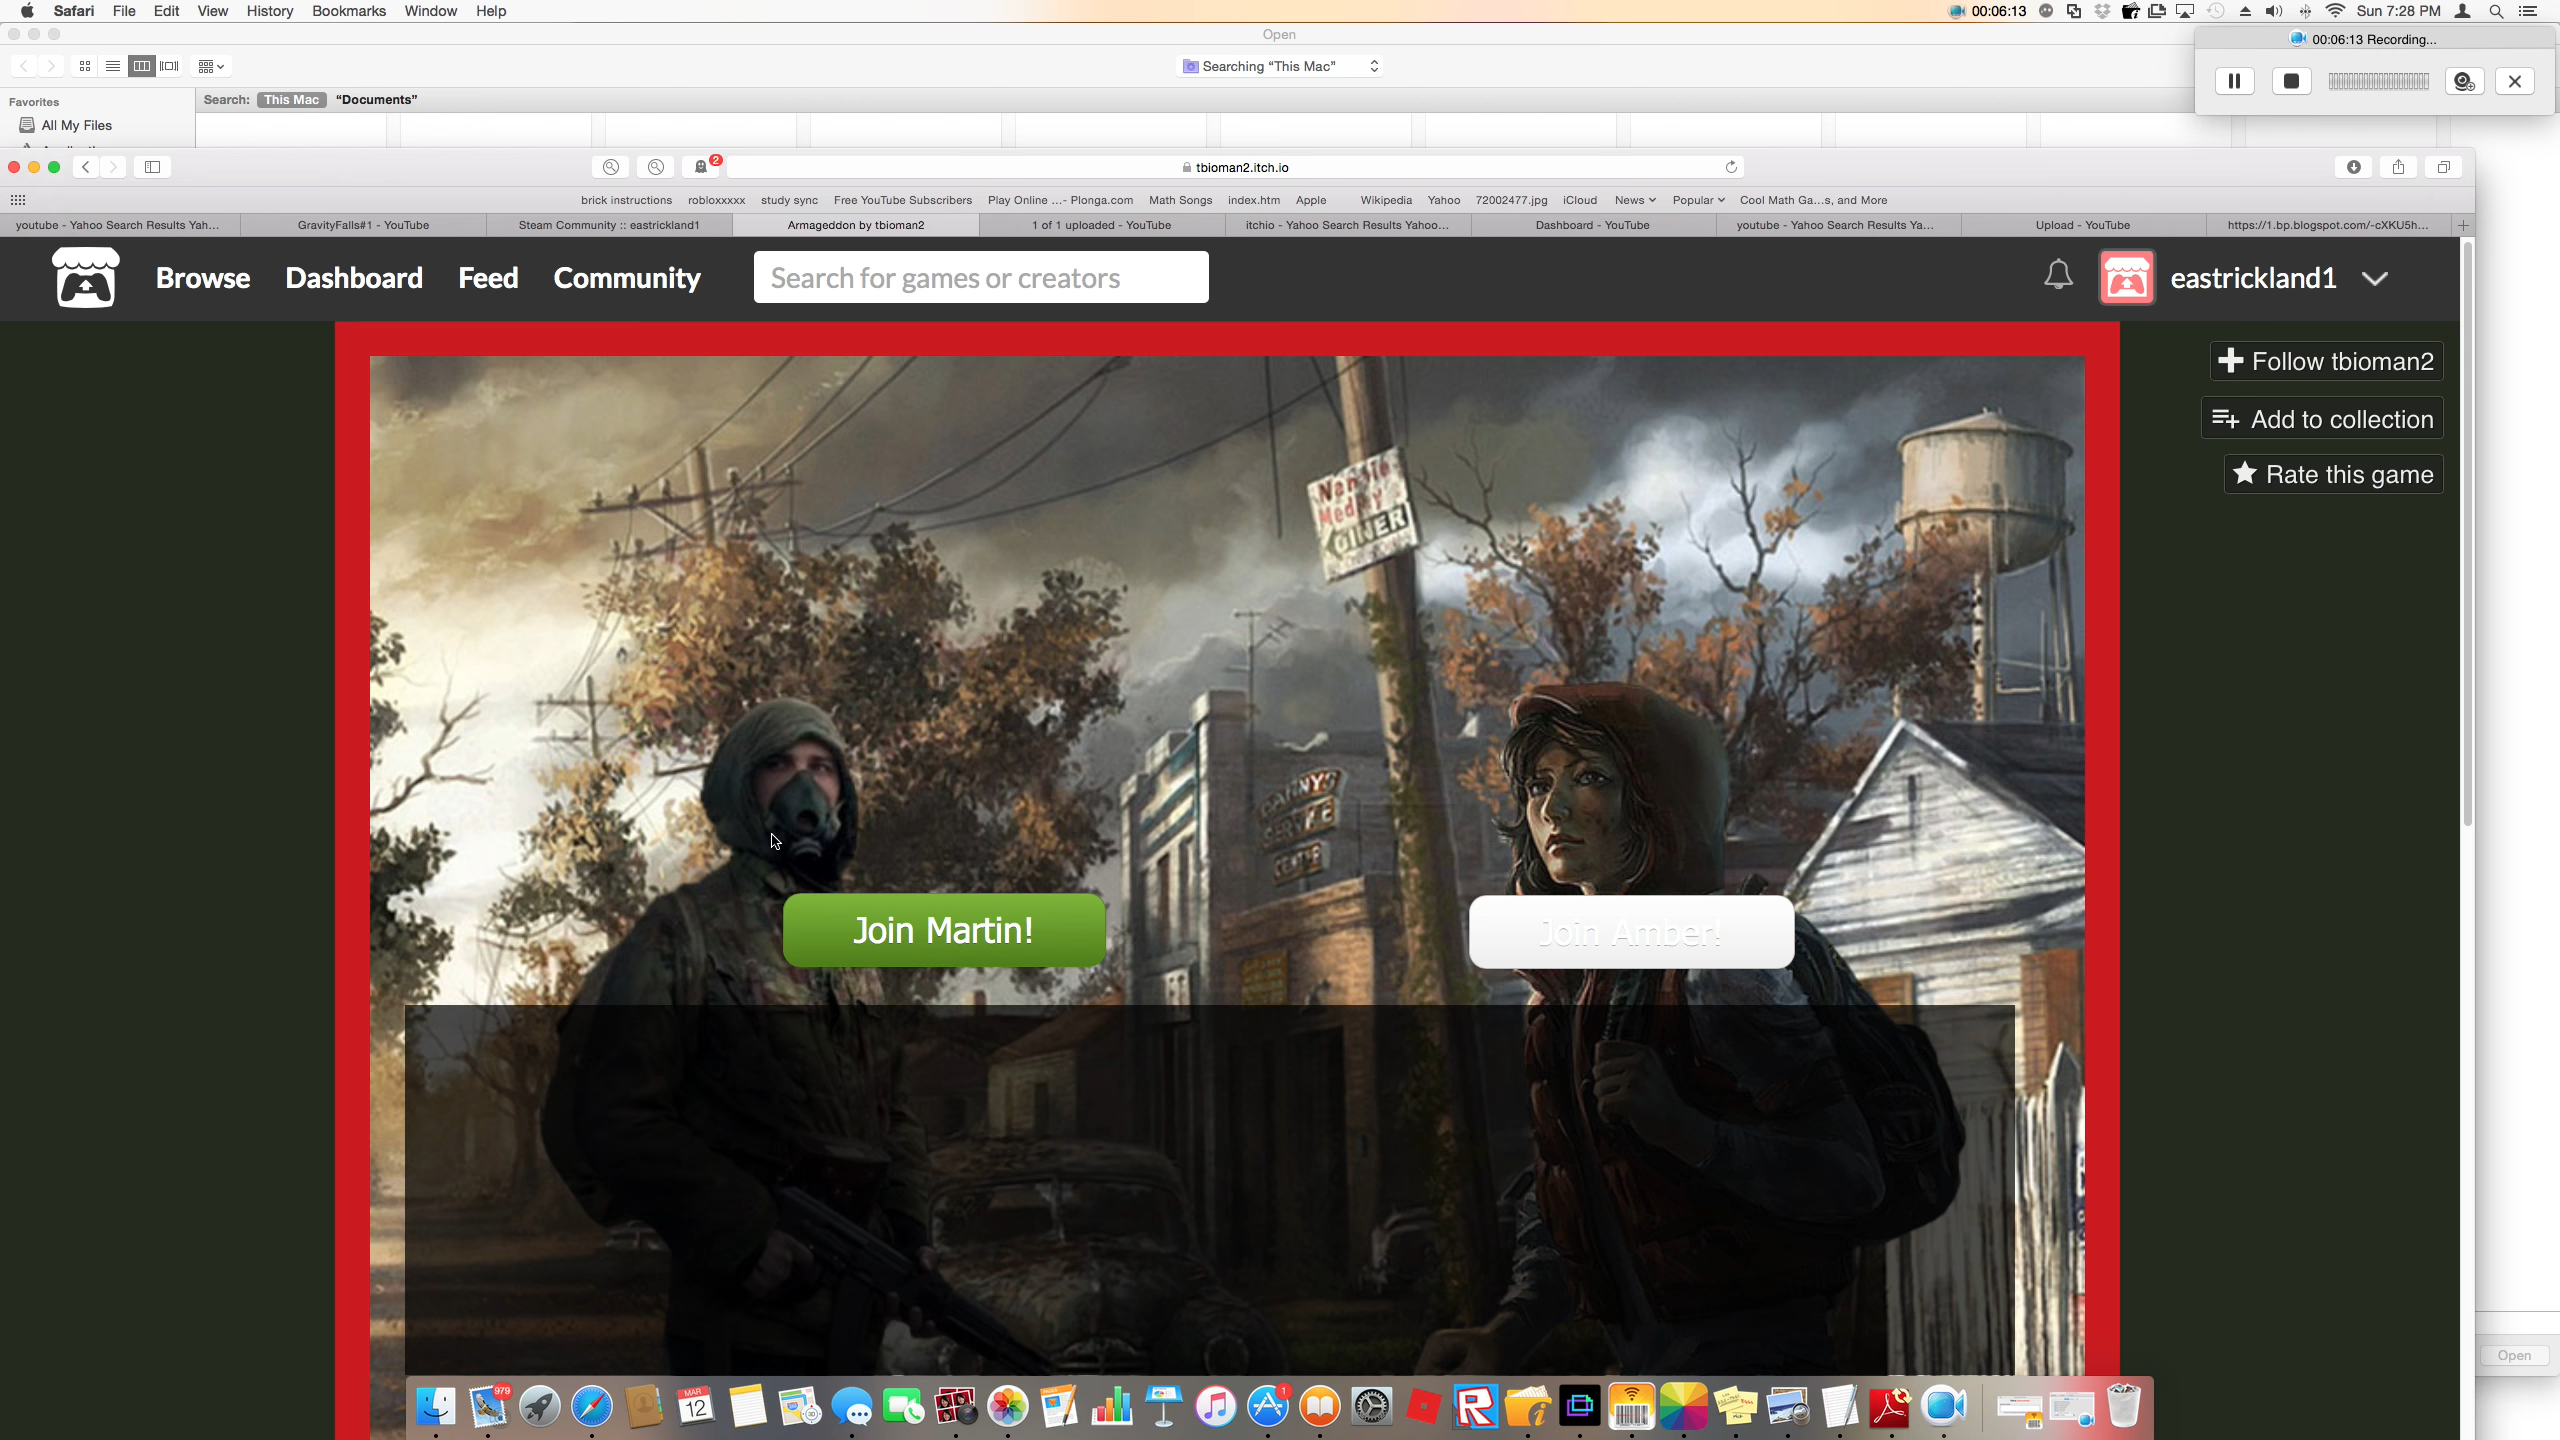 Safari File Edit View History Bookmarks Window Help 00:06:13 Sun 7:28 PM
Open
00:06:13 Recording...
Searching “This Mac”
Favorites
Search: This Mac “Documents”
All My Files
2
tbioman2.itch.io
brick instructions robloxxxxx study sync Free YouTube Subscribers Play Online ...- Plonga.com Math Songs index.htm Apple Wikipedia Yahoo 72002477.jpg iCloud News Popular Cool Math Ga...s, and More
youtube - Yahoo Search Results Yah... GravityFalls#1 - YouTube Steam Community :: eastrickland1 Armageddon by tbioman2 1 of 1 uploaded - YouTube itchio - Yahoo Search Results Yahoo... Dashboard - YouTube youtube - Yahoo Search Results Ya... Upload - YouTube https://1.bp.blogspot.com/-cXKU5h...
Browse Dashboard Feed Community Search for games or creators eastrickland1
Follow tbioman2
Add to collection
Rate this game
DINER
Join Martin! Join Amber!
Open
979
MAR
12
1